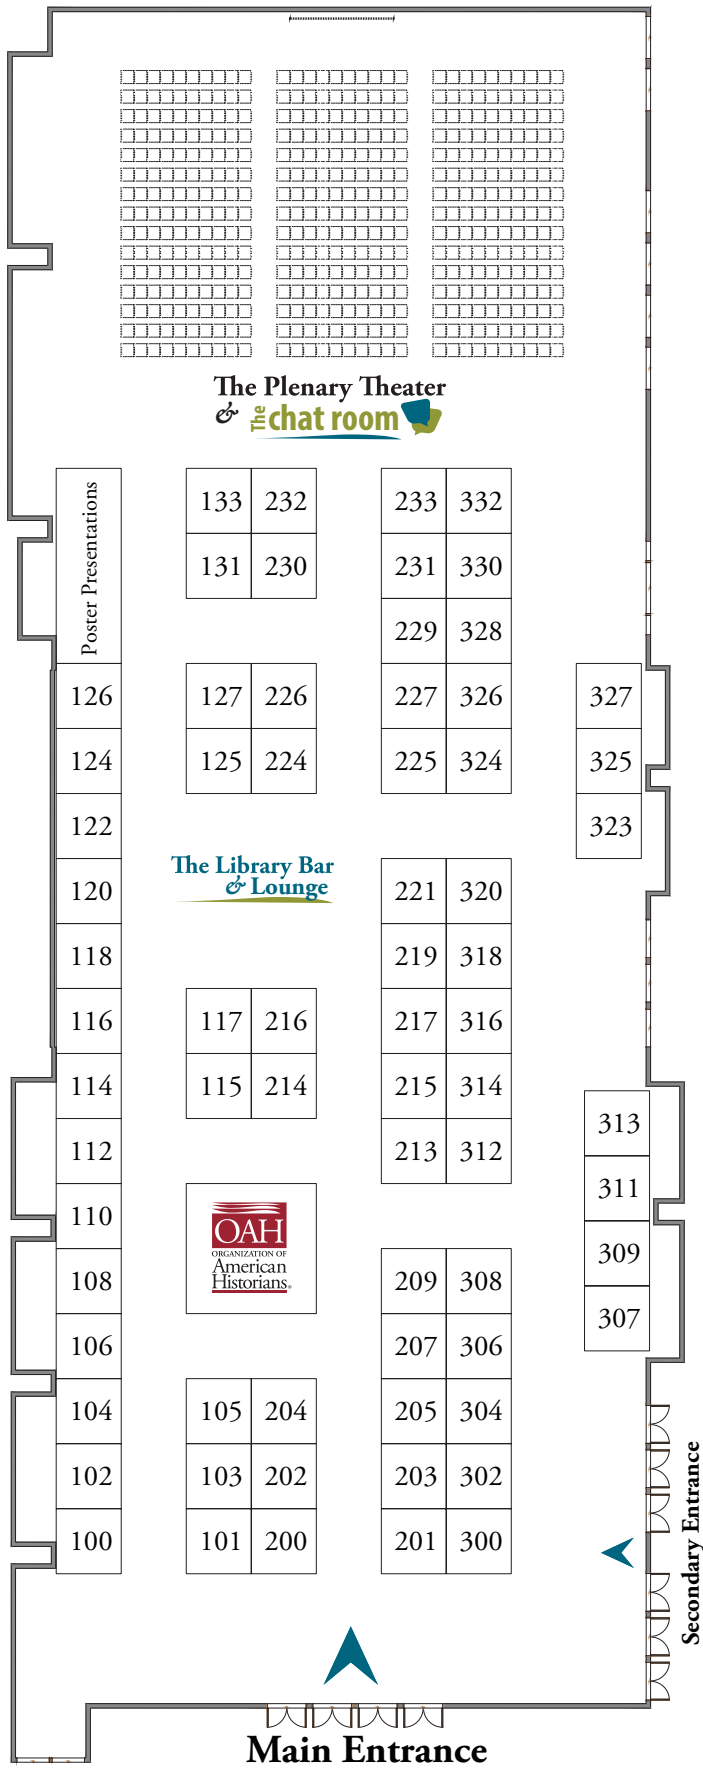 The Plenary Theater
& The chat room
Poster Presentations
133 232 233 332
131 230 231 330
229 328
126 127 226 227 326 327
124 125 224 225 324 325
122 323
The Library Bar
& Lounge
120 221 320
118 219 318
116 117 216 217 316
114 115 214 215 314
112 213 312 313
110 311
OAH
ORGANIZATION OF
American
Historians®
108 209 308 309
106 207 306 307
104 105 204 205 304
102 103 202 203 302
100 101 200 201 300
Secondary Entrance
Main Entrance